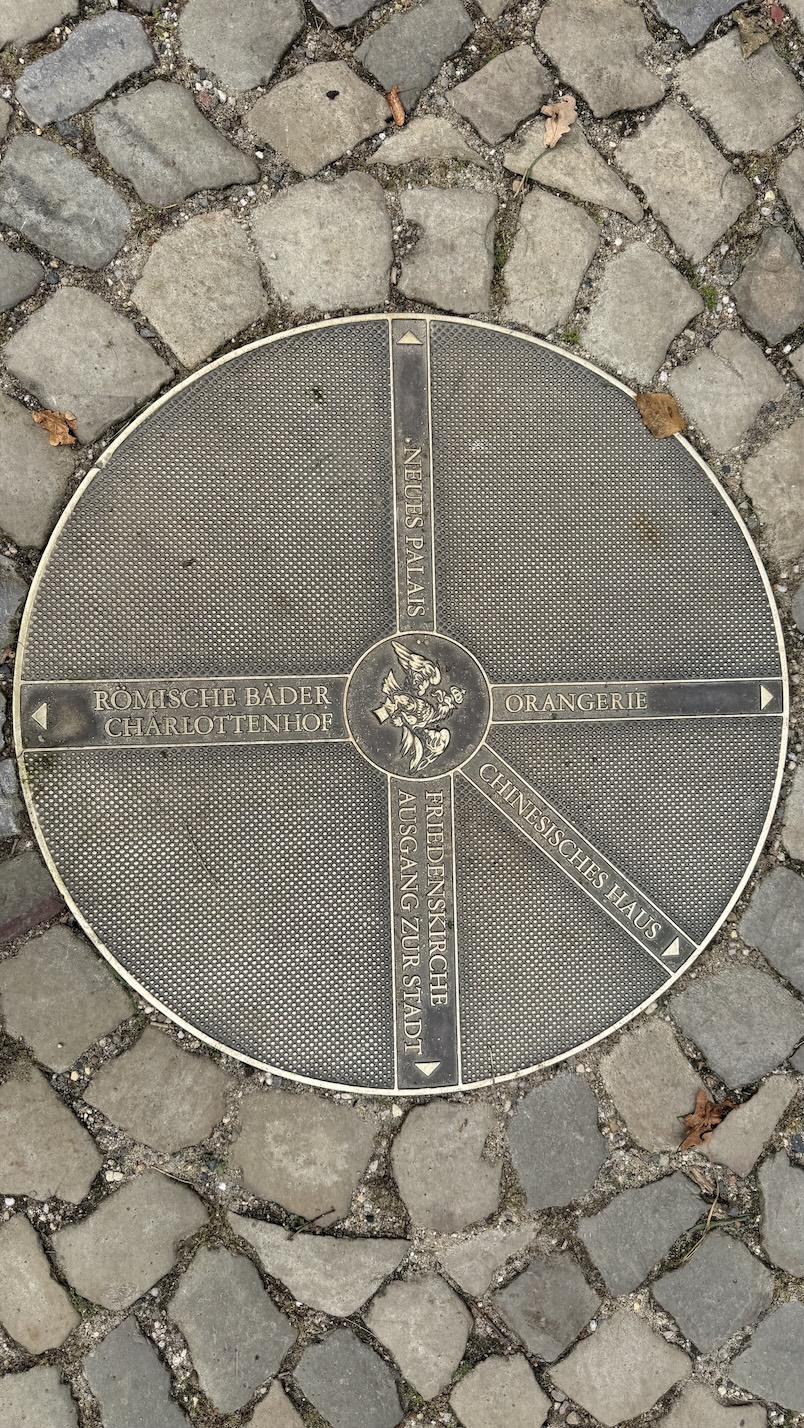 NEUES PALAIS
RÖMISCHE BÄDER
CHARLOTTENHOF
ORANGERIE
CHINESISCHES HAUS
FRIEDENSKIRCHE
AUSGANG ZUR STADT